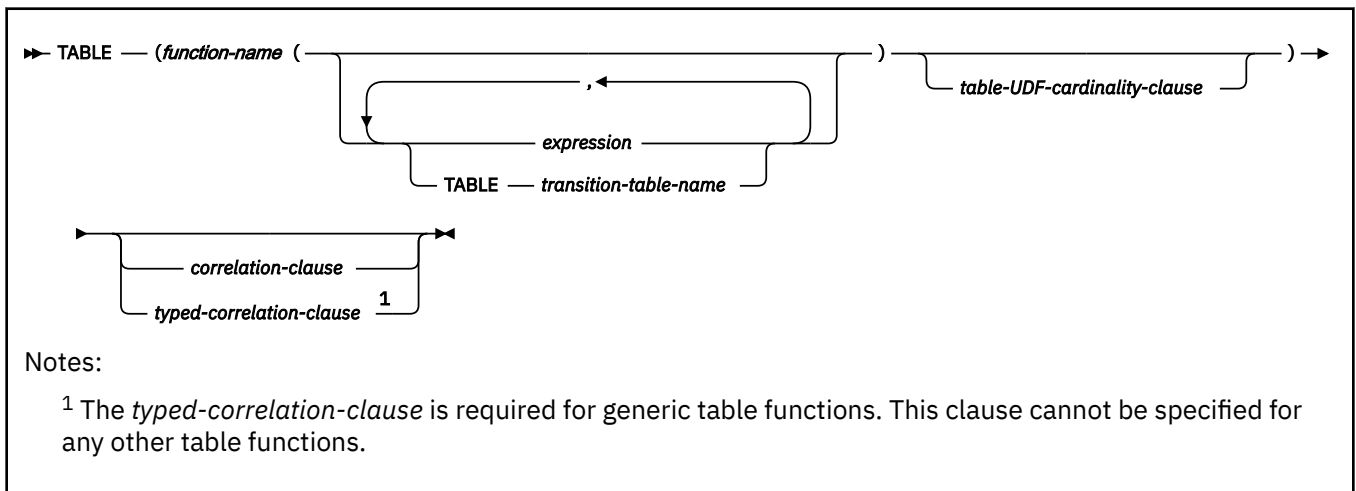 TABLE (function-name ( ) )
,
table-UDF-cardinality-clause
expression
TABLE transition-table-name
correlation-clause
typed-correlation-clause 1
Notes:
1 The typed-correlation-clause is required for generic table functions. This clause cannot be specified for
any other table functions.